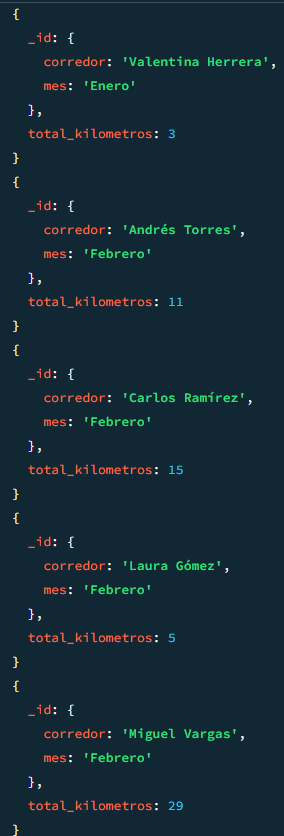 {
  _id: {
    corredor: 'Valentina Herrera',
    mes: 'Enero'
  },
  total_kilometros: 3
}
{
  _id: {
    corredor: 'Andrés Torres',
    mes: 'Febrero'
  },
  total_kilometros: 11
}
{
  _id: {
    corredor: 'Carlos Ramírez',
    mes: 'Febrero'
  },
  total_kilometros: 15
}
{
  _id: {
    corredor: 'Laura Gómez',
    mes: 'Febrero'
  },
  total_kilometros: 5
}
{
  _id: {
    corredor: 'Miguel Vargas',
    mes: 'Febrero'
  },
  total_kilometros: 29
}